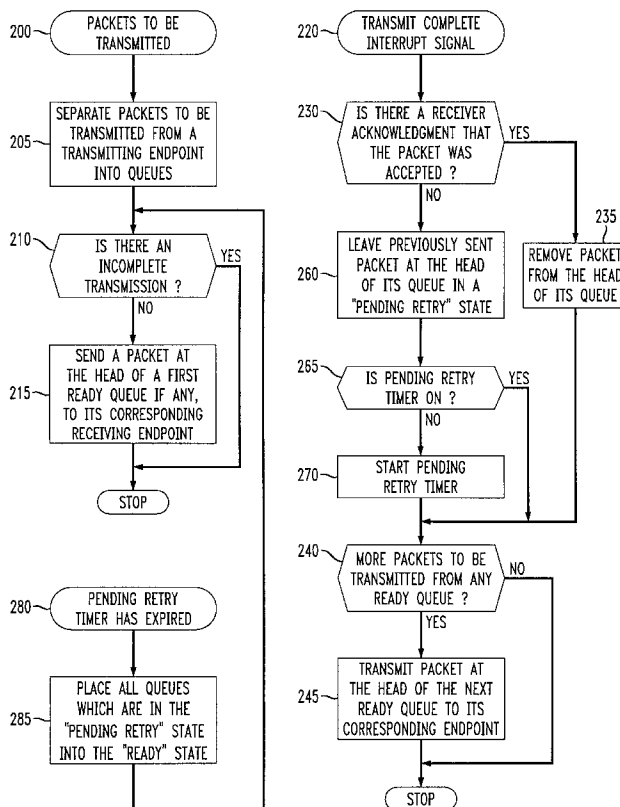 200
PACKETS TO BE
TRANSMITTED
205
SEPARATE PACKETS TO BE
TRANSMITTED FROM A
TRANSMITTING ENDPOINT
INTO QUEUES
210
IS THERE AN
INCOMPLETE
TRANSMISSION ?
YES
NO
215
SEND A PACKET AT
THE HEAD OF A FIRST
READY QUEUE IF ANY,
TO ITS CORRESPONDING
RECEIVING ENDPOINT
STOP
280
PENDING RETRY
TIMER HAS EXPIRED
285
PLACE ALL QUEUES
WHICH ARE IN THE
"PENDING RETRY" STATE
INTO THE "READY" STATE
220
TRANSMIT COMPLETE
INTERRUPT SIGNAL
230
IS THERE A RECEIVER
ACKNOWLEDGMENT THAT
THE PACKET WAS
ACCEPTED ?
YES
NO
235
REMOVE PACKET
FROM THE HEAD
OF ITS QUEUE
260
LEAVE PREVIOUSLY SENT
PACKET AT THE HEAD
OF ITS QUEUE IN A
"PENDING RETRY" STATE
265
IS PENDING RETRY
TIMER ON ?
YES
NO
270
START PENDING
RETRY TIMER
240
MORE PACKETS TO BE
TRANSMITTED FROM ANY
READY QUEUE ?
NO
YES
245
TRANSMIT PACKET AT
THE HEAD OF THE NEXT
READY QUEUE TO ITS
CORRESPONDING ENDPOINT
STOP